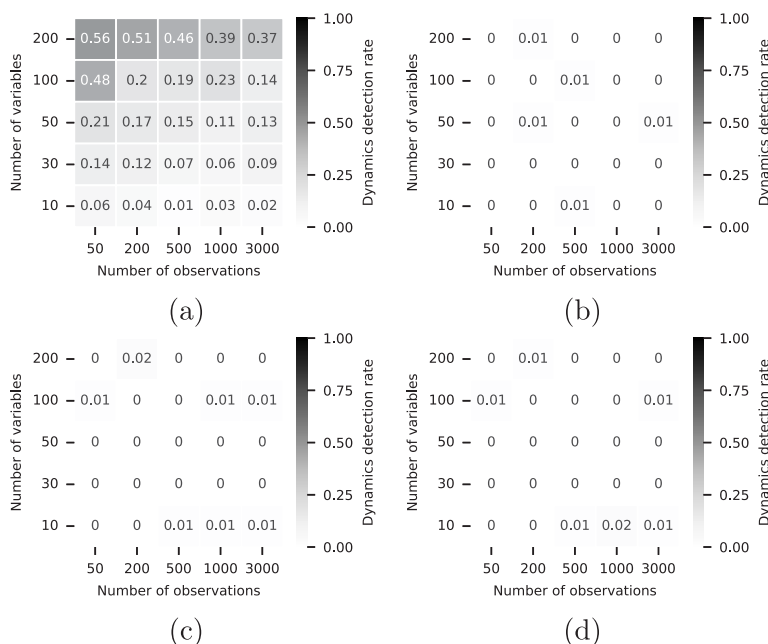 200 0.56 0.51 0.46 0.39 0.37
100 0.48 0.2 0.19 0.23 0.14
50 0.21 0.17 0.15 0.11 0.13
30 0.14 0.12 0.07 0.06 0.09
10 0.06 0.04 0.01 0.03 0.02
50 200 500 1000 3000
Number of observations
Number of variables
1.00
0.75
0.50
0.25
0.00
Dynamics detection rate
(a)
200 0 0.01 0 0 0
100 0 0 0.01 0 0
50 0 0.01 0 0 0.01
30 0 0 0 0 0
10 0 0 0.01 0 0
50 200 500 1000 3000
Number of observations
Number of variables
1.00
0.75
0.50
0.25
0.00
Dynamics detection rate
(b)
200 0 0.02 0 0 0
100 0.01 0 0 0.01 0.01
50 0 0 0 0 0
30 0 0 0 0 0
10 0 0 0.01 0.01 0.01
50 200 500 1000 3000
Number of observations
Number of variables
1.00
0.75
0.50
0.25
0.00
Dynamics detection rate
(c)
200 0 0.01 0 0 0
100 0.01 0 0 0 0.01
50 0 0 0 0 0
30 0 0 0 0 0
10 0 0 0.01 0.02 0.01
50 200 500 1000 3000
Number of observations
Number of variables
1.00
0.75
0.50
0.25
0.00
Dynamics detection rate
(d)